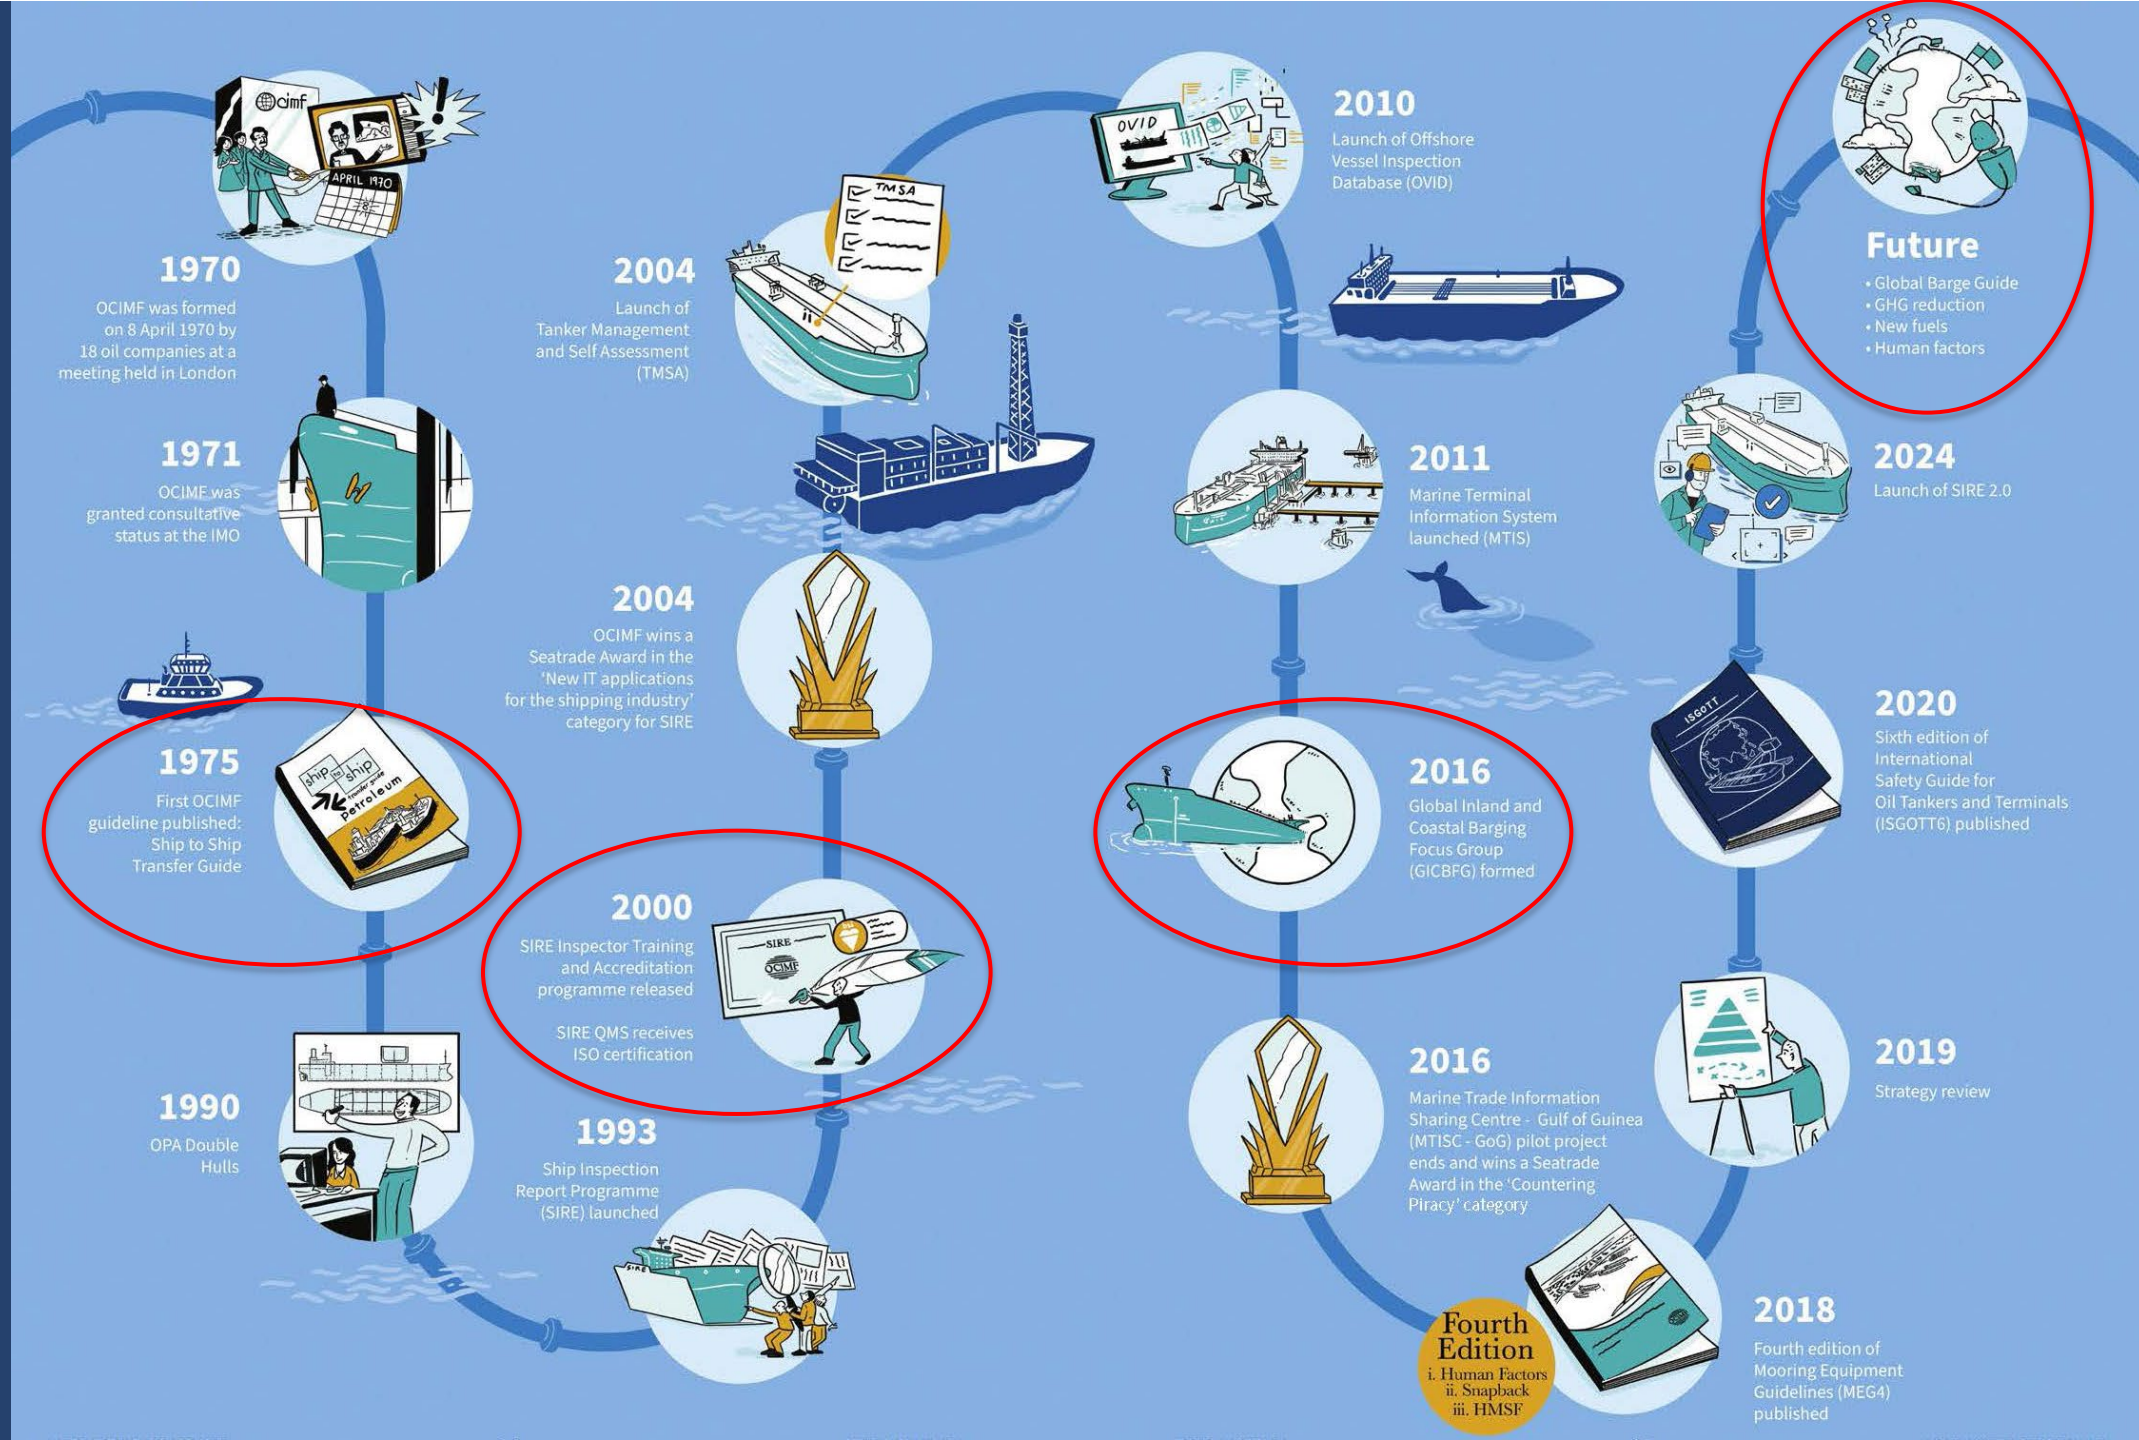 Ocimf
APRIL 1970
8
1970
OCIMF was formed
on 8 April 1970 by
18 oil companies at a
meeting held in London
1971
OCIMF was
granted consultative
status at the IMO
1975
First OCIMF
guideline published:
Ship to Ship
Transfer Guide
ship to ship
transfer guide
Petroleum
1990
OPA Double
Hulls
1993
Ship Inspection
Report Programme
(SIRE) launched
SIRE
2000
SIRE Inspector Training
and Accreditation
programme released
SIRE QMS receives
ISO certification
SIRE
OCIMF
2004
OCIMF wins a
Seatrade Award in the
'New IT applications
for the shipping industry'
category for SIRE
2004
Launch of
Tanker Management
and Self Assessment
(TMSA)
TMSA
OVID
2010
Launch of Offshore
Vessel Inspection
Database (OVID)
2011
Marine Terminal
Information System
launched (MTIS)
2016
Global Inland and
Coastal Barging
Focus Group
(GICBFG) formed
2016
Marine Trade Information
Sharing Centre - Gulf of Guinea
(MTISC - GoG) pilot project
ends and wins a Seatrade
Award in the 'Countering
Piracy' category
Fourth
Edition
i. Human Factors
ii. Snapback
iii. HMSF
2018
Fourth edition of
Mooring Equipment
Guidelines (MEG4)
published
2019
Strategy review
2020
Sixth edition of
International
Safety Guide for
Oil Tankers and Terminals
(ISGOTT6) published
ISGOTT
2024
Launch of SIRE 2.0
Future
• Global Barge Guide
• GHG reduction
• New fuels
• Human factors